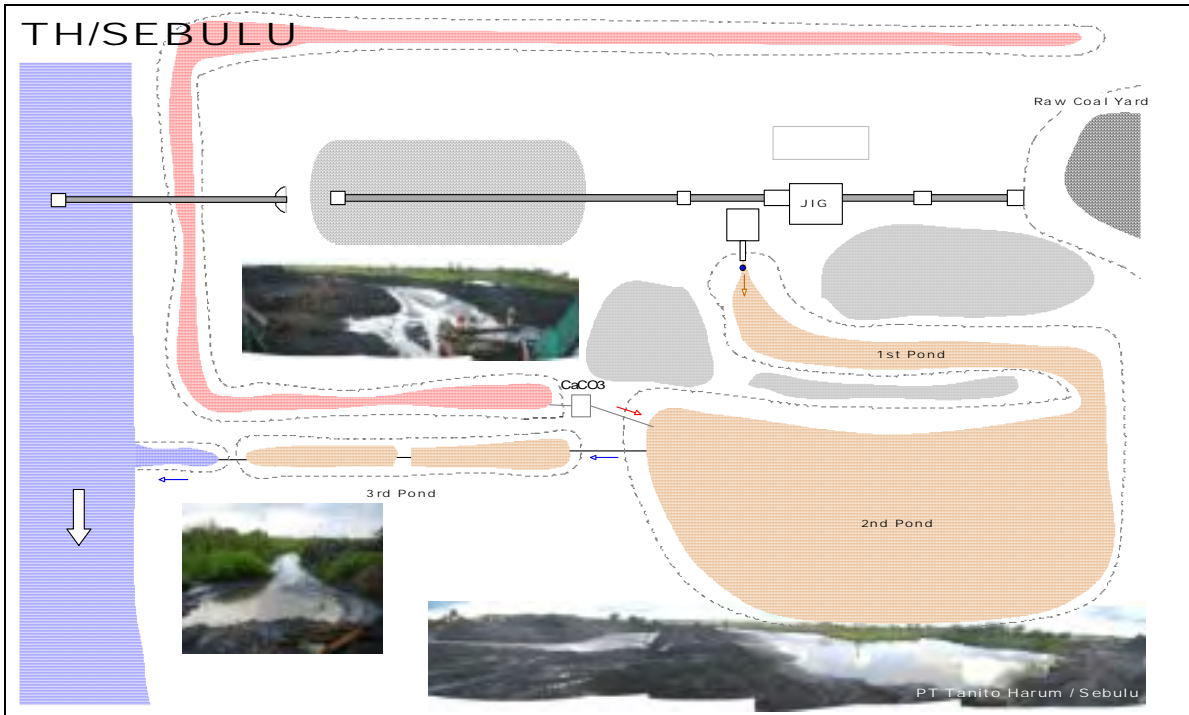 TH/SEBULU
Raw Coal Yard
JIG
1st Pond
CaCO3
3rd Pond
2nd Pond
PT Tanito Harum / Sebulu